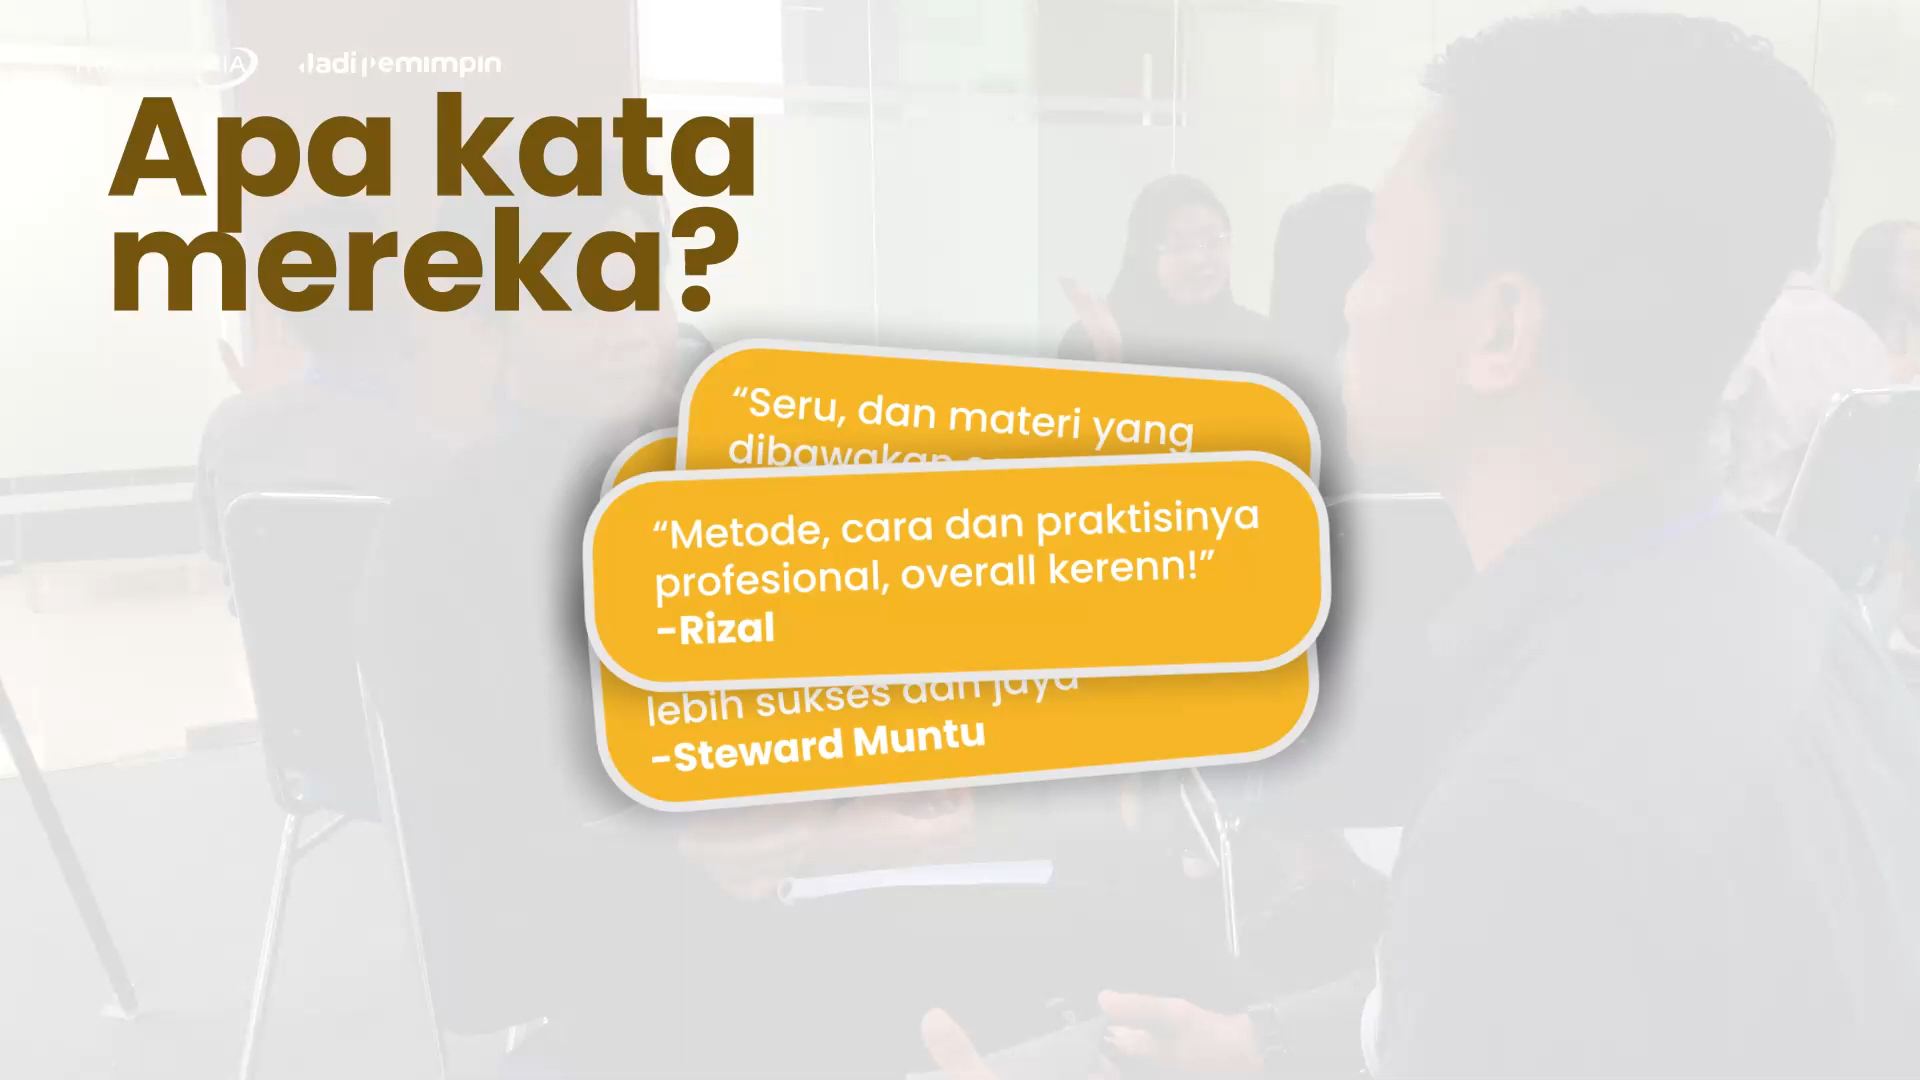 Jadi pemimpin
Apa kata
mereka?
“Seru, dan materi yang
dibawakan
“Metode, cara dan praktisinya
profesional, overall kerenn!”
-Rizal
lebih sukses dan jaya
-Steward Muntu